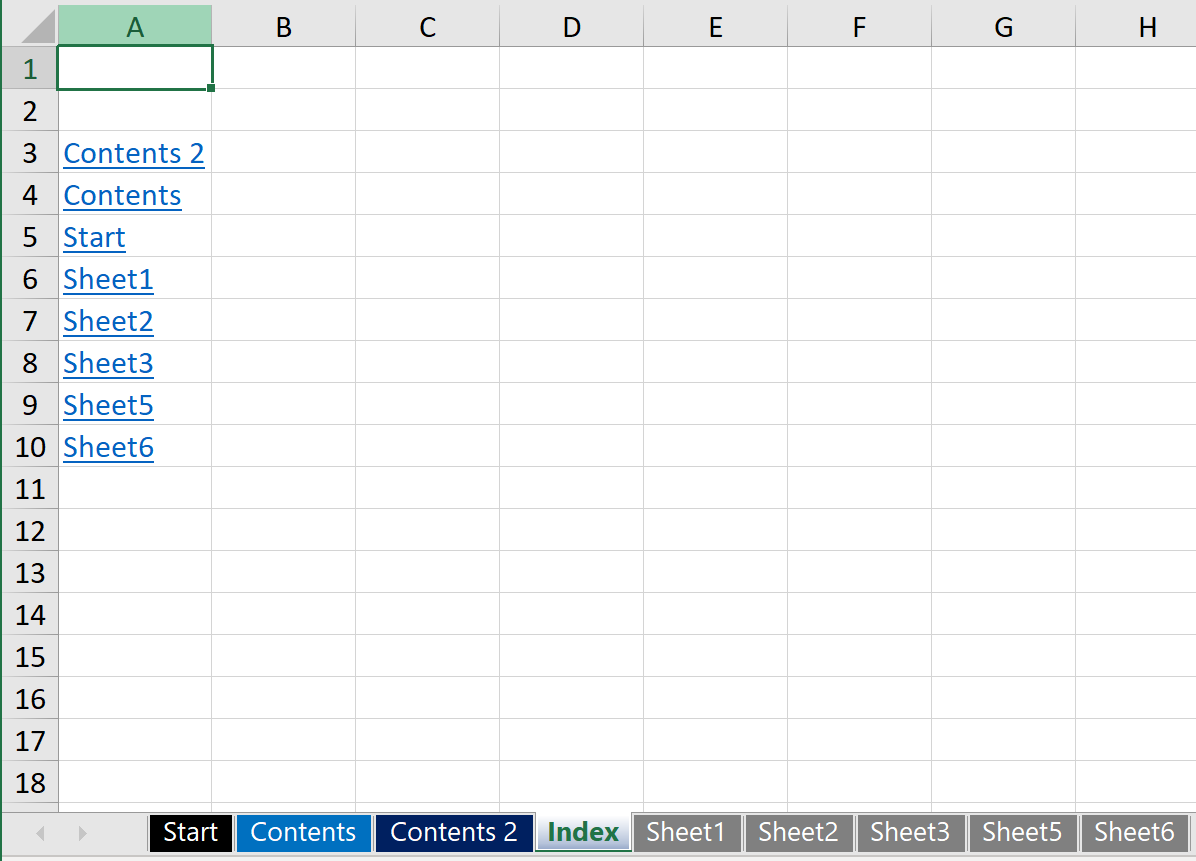 A B C D E F G H
1
2
3 Contents 2
4 Contents
5 Start
6 Sheet1
7 Sheet2
8 Sheet3
9 Sheet5
10 Sheet6
11
12
13
14
15
16
17
18
Start Contents Contents 2 Index Sheet1 Sheet2 Sheet3 Sheet5 Sheet6